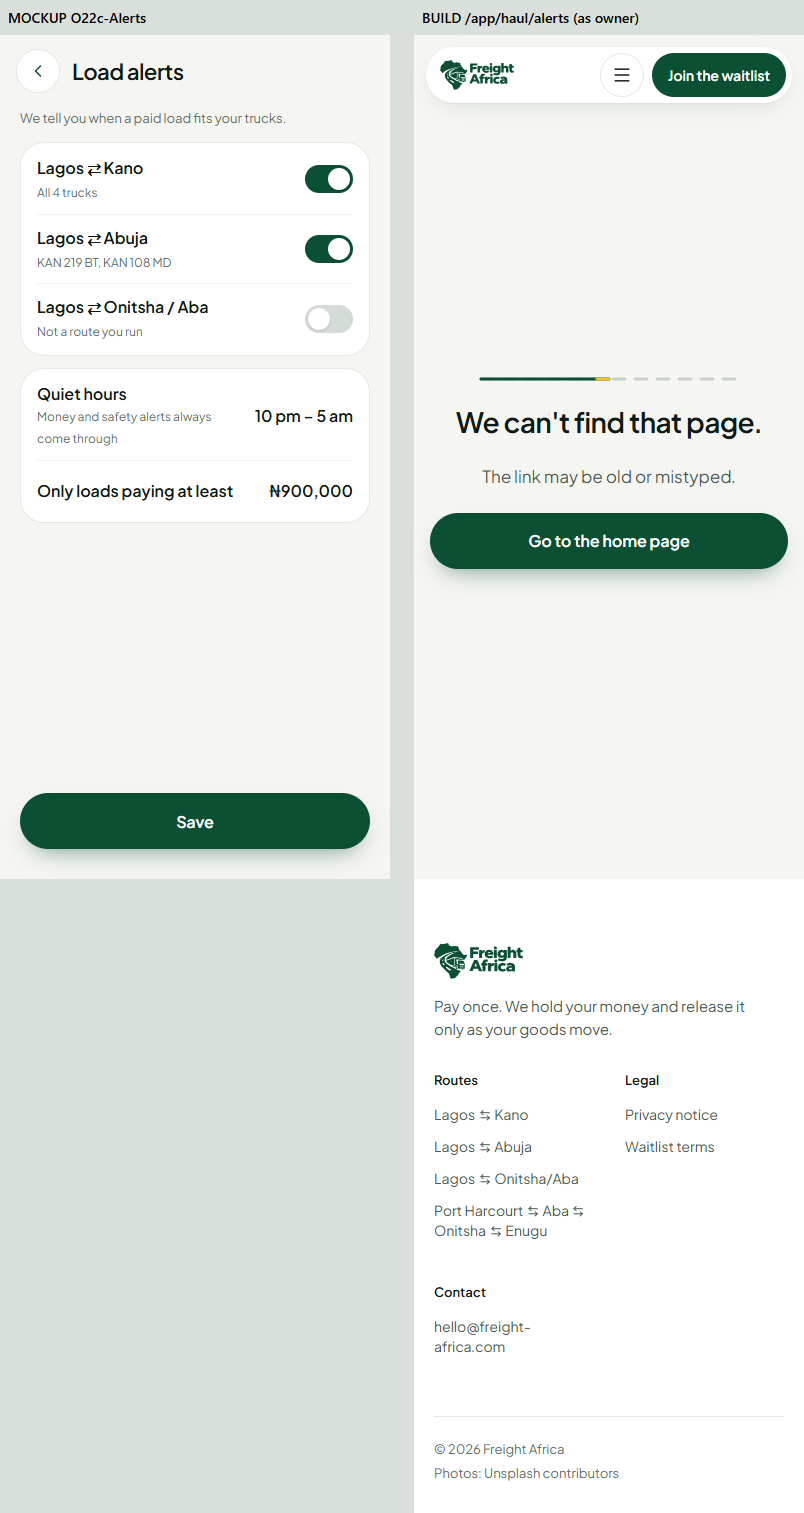 MOCKUP O22c-Alerts
Load alerts
We tell you when a paid load fits your trucks.
Lagos ⇄ Kano
All 4 trucks
Lagos ⇄ Abuja
KAN 219 BT, KAN 108 MD
Lagos ⇄ Onitsha / Aba
Not a route you run
Quiet hours
Money and safety alerts always
come through
10 pm – 5 am
Only loads paying at least
₦900,000
Save
BUILD /app/haul/alerts (as owner)
Freight
Africa
Join the waitlist
We can't find that page.
The link may be old or mistyped.
Go to the home page
Freight
Africa
Pay once. We hold your money and release it
only as your goods move.
Routes
Lagos ⇆ Kano
Lagos ⇆ Abuja
Lagos ⇆ Onitsha/Aba
Port Harcourt ⇆ Aba ⇆
Onitsha ⇆ Enugu
Legal
Privacy notice
Waitlist terms
Contact
hello@freight-
africa.com
© 2026 Freight Africa
Photos: Unsplash contributors